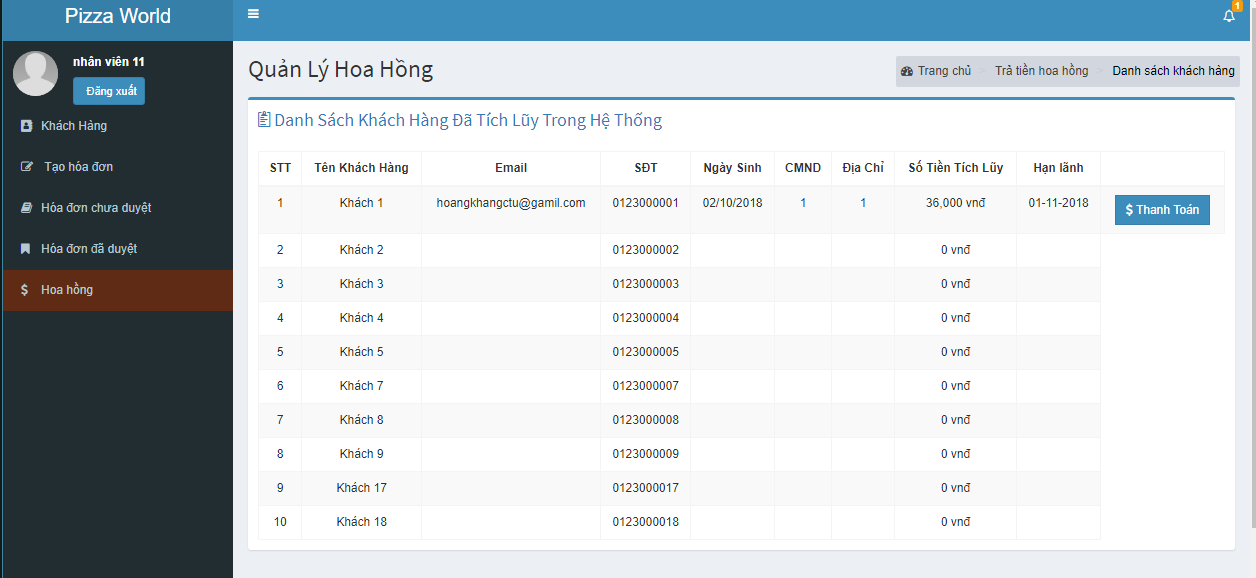 Pizza World
1
nhân viên 11
Đăng xuất
Khách Hàng
Tạo hóa đơn
Hóa đơn chưa duyệt
Hóa đơn đã duyệt
$ Hoa hồng
Quản Lý Hoa Hồng
Trang chủ > Trả tiền hoa hồng > Danh sách khách hàng
Danh Sách Khách Hàng Đã Tích Lũy Trong Hệ Thống
STT Tên Khách Hàng Email SĐT Ngày Sinh CMND Địa Chỉ Số Tiền Tích Lũy Hạn lãnh
1 Khách 1 hoangkhangctu@gamil.com 0123000001 02/10/2018 1 1 36,000 vnđ 01-11-2018 $ Thanh Toán
2 Khách 2 0123000002 0 vnđ
3 Khách 3 0123000003 0 vnđ
4 Khách 4 0123000004 0 vnđ
5 Khách 5 0123000005 0 vnđ
6 Khách 7 0123000007 0 vnđ
7 Khách 8 0123000008 0 vnđ
8 Khách 9 0123000009 0 vnđ
9 Khách 17 0123000017 0 vnđ
10 Khách 18 0123000018 0 vnđ